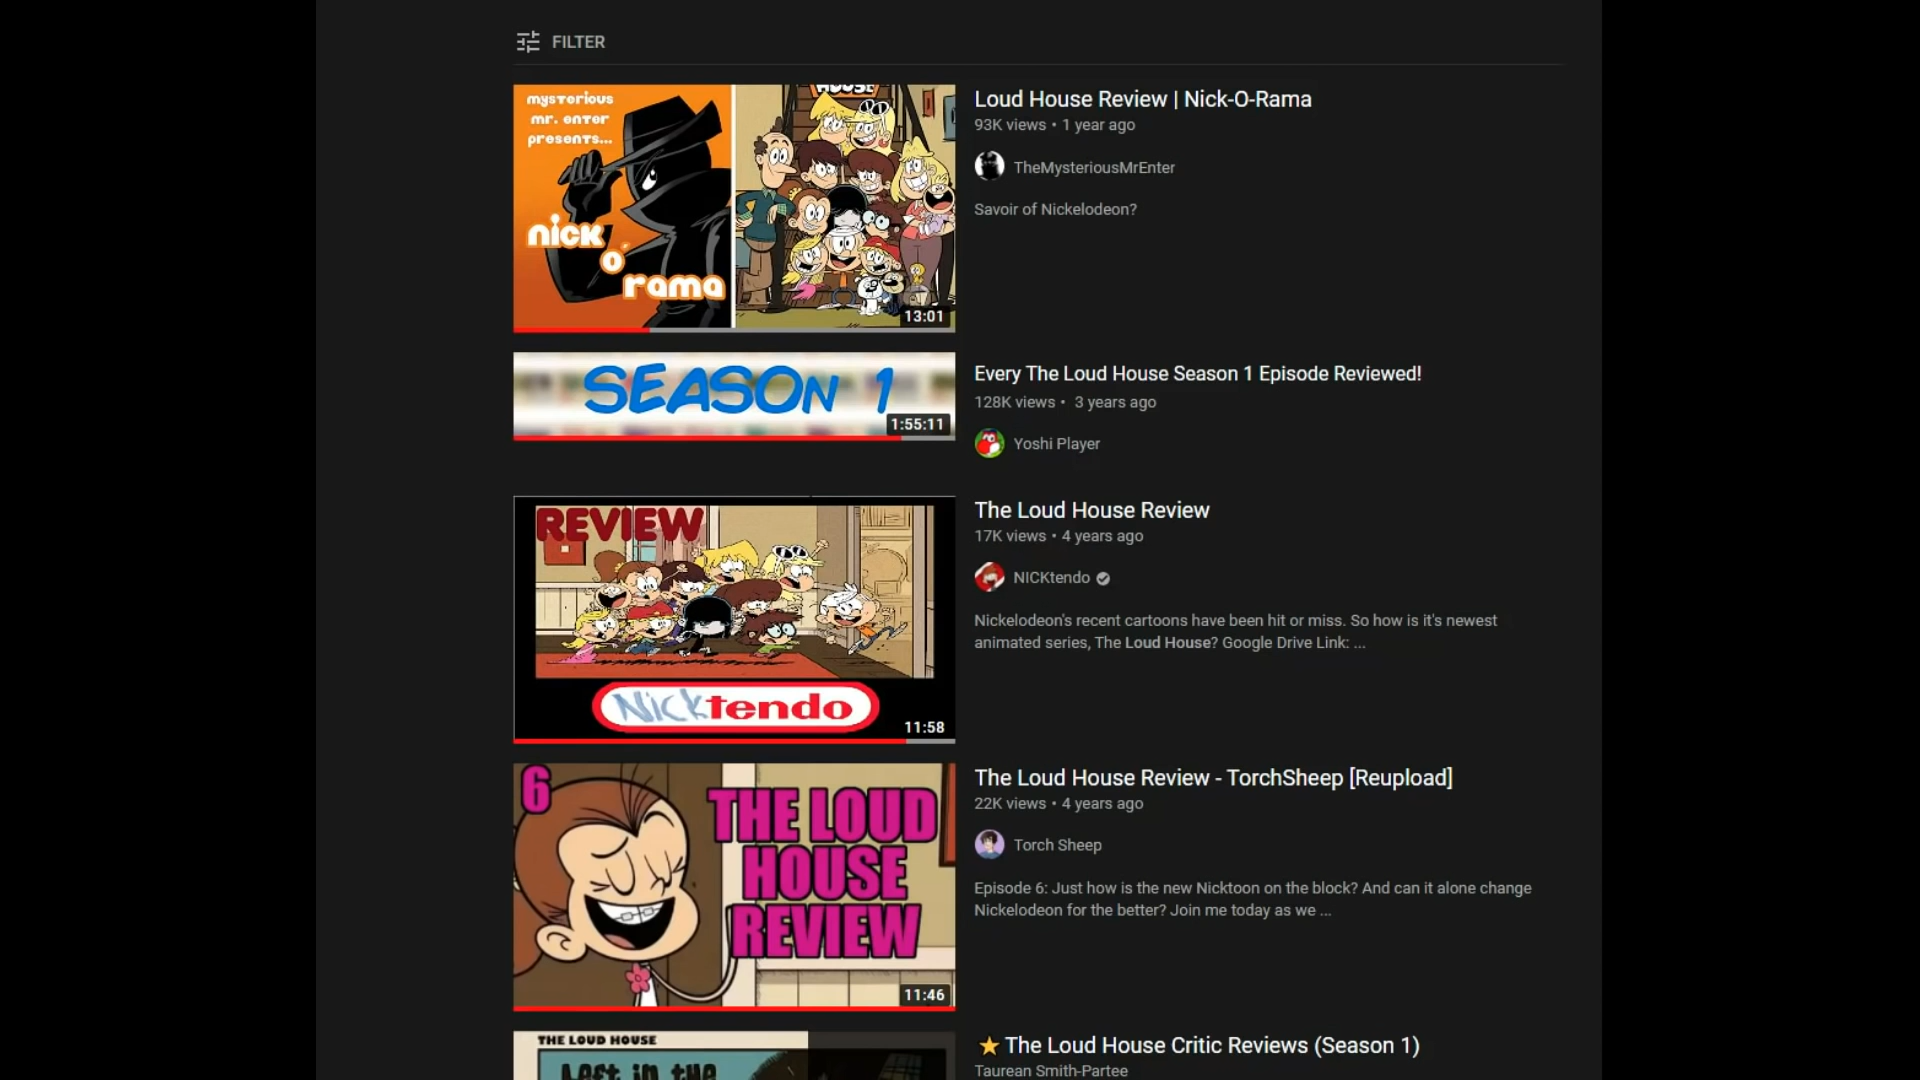 FILTER
mysterious
mr. enter
presents...
HOUSE
nick
o'
rama
13:01
Loud House Review | Nick-O-Rama
93K views • 1 year ago
TheMysteriousMrEnter
Savoir of Nickelodeon?
SEASON 1
1:55:11
Every The Loud House Season 1 Episode Reviewed!
128K views • 3 years ago
Yoshi Player
REVIEW
Nicktendo
11:58
The Loud House Review
17K views • 4 years ago
NICKtendo
Nickelodeon's recent cartoons have been hit or miss. So how is it's newest
animated series, The Loud House? Google Drive Link: ...
6
THE LOUD
HOUSE
REVIEW
11:46
The Loud House Review - TorchSheep [Reupload]
22K views • 4 years ago
Torch Sheep
Episode 6: Just how is the new Nicktoon on the block? And can it alone change
Nickelodeon for the better? Join me today as we ...
THE LOUD HOUSE
Left in the
⭐ The Loud House Critic Reviews (Season 1)
Taurean Smith-Partee